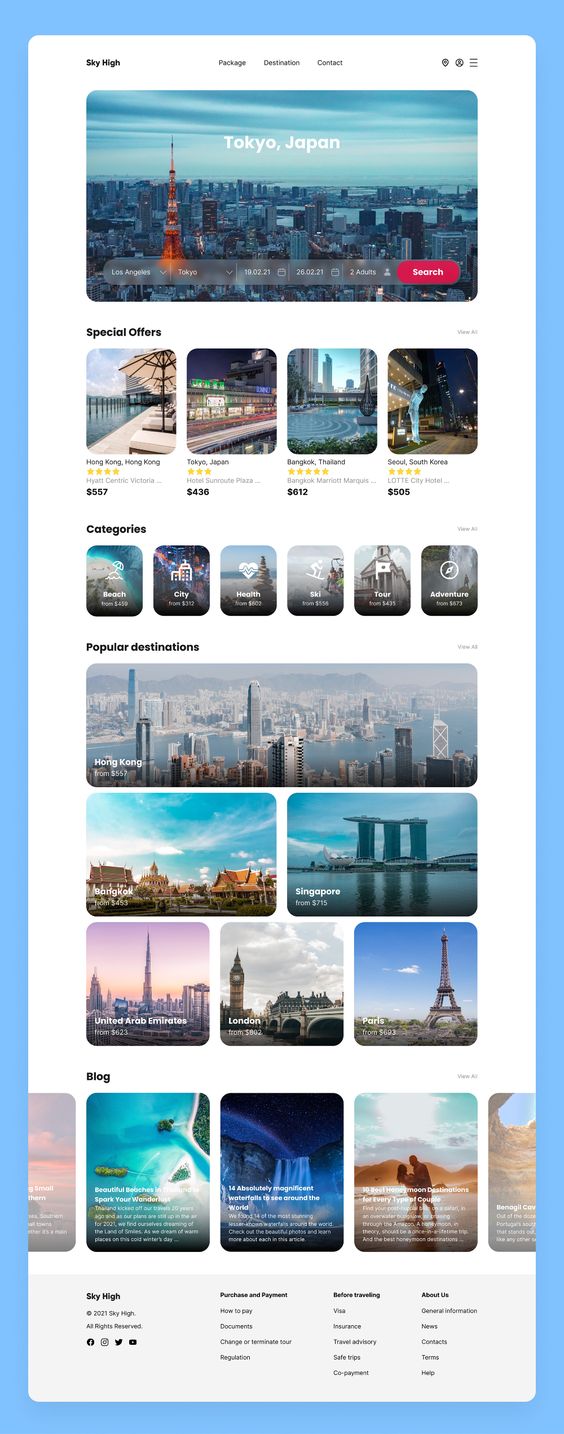 Sky High
Package
Destination
Contact
Tokyo, Japan
Los Angeles
Tokyo
19.02.21
26.02.21
2 Adults
Search
Special Offers
View All
Hong Kong, Hong Kong
Hyatt Centric Victoria ...
$557
Tokyo, Japan
Hotel Sunroute Plaza ...
$436
Bangkok, Thailand
Bangkok Marriott Marquis ...
$612
Seoul, South Korea
LOTTE City Hotel ...
$505
Categories
View All
Beach
from $459
City
from $312
Health
from $602
Ski
from $556
Tour
from $435
Adventure
from $673
Popular destinations
View All
Hong Kong
from $557
Bangkok
from $453
Singapore
from $715
United Arab Emirates
from $623
London
from $802
Paris
from $693
Blog
View All
g Small
thern
Southern
all towns
it's a main
Beautiful Beaches in Thailand to
Spark Your Wanderlust
Thailand kicked off our travels 20 years
ago and as our plans are still up in the air
for 2021, we find ourselves dreaming of
the Land of Smiles. As we dream of warm
places on this cold winter's day ...
14 Absolutely magnificent
waterfalls to see around the
World
We found 14 of the most stunning
lesser-known waterfalls around the world.
Check out the beautiful photos and learn
more about each in this article.
10 Best Honeymoon Destinations
for Every Type of Couple
Find your post-nuptial bliss on a safari, in
an overwater bungalow, or cruising
through the Amazon. A honeymoon, in
theory, should be a once-in-a-lifetime trip.
And the best honeymoon destinations ...
Benagil Cav
Out of the doze
Portugal's sout
that stands out
like any other s
Sky High
© 2021 Sky High.
All Rights Reserved.
Purchase and Payment
How to pay
Documents
Change or terminate tour
Regulation
Before traveling
Visa
Insurance
Travel advisory
Safe trips
Co-payment
About Us
General information
News
Contacts
Terms
Help